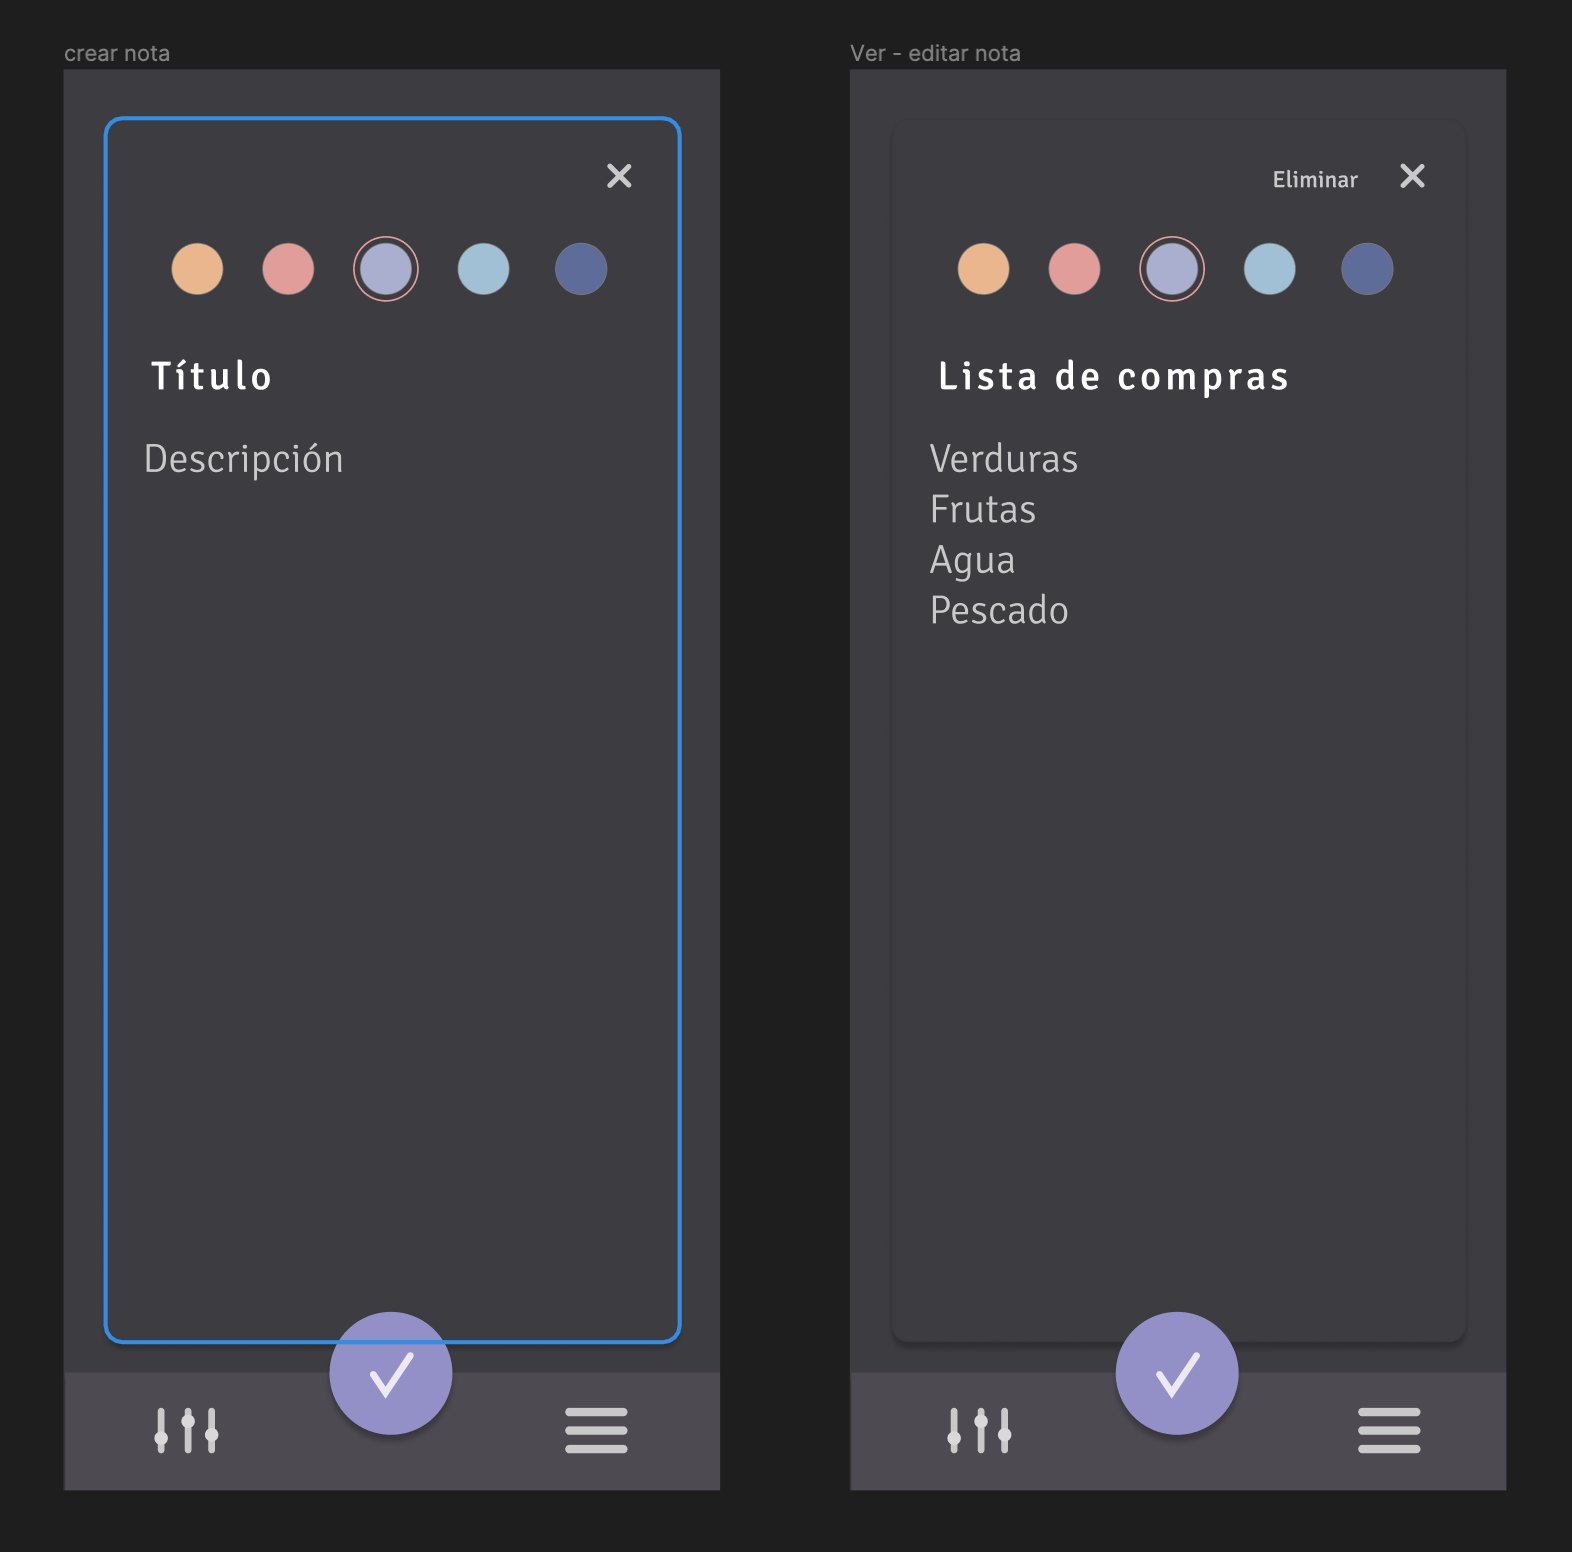 crear nota
Título
Descripción
Ver - editar nota
Eliminar
Lista de compras
Verduras
Frutas
Agua
Pescado